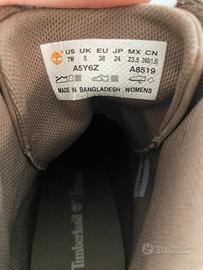 US UK EU JP MX CN
7W 5 38 24 23.5 240(1.5)
A5Y6Z A8519
MADE IN BANGLADESH WOMENS
Timberland
subito